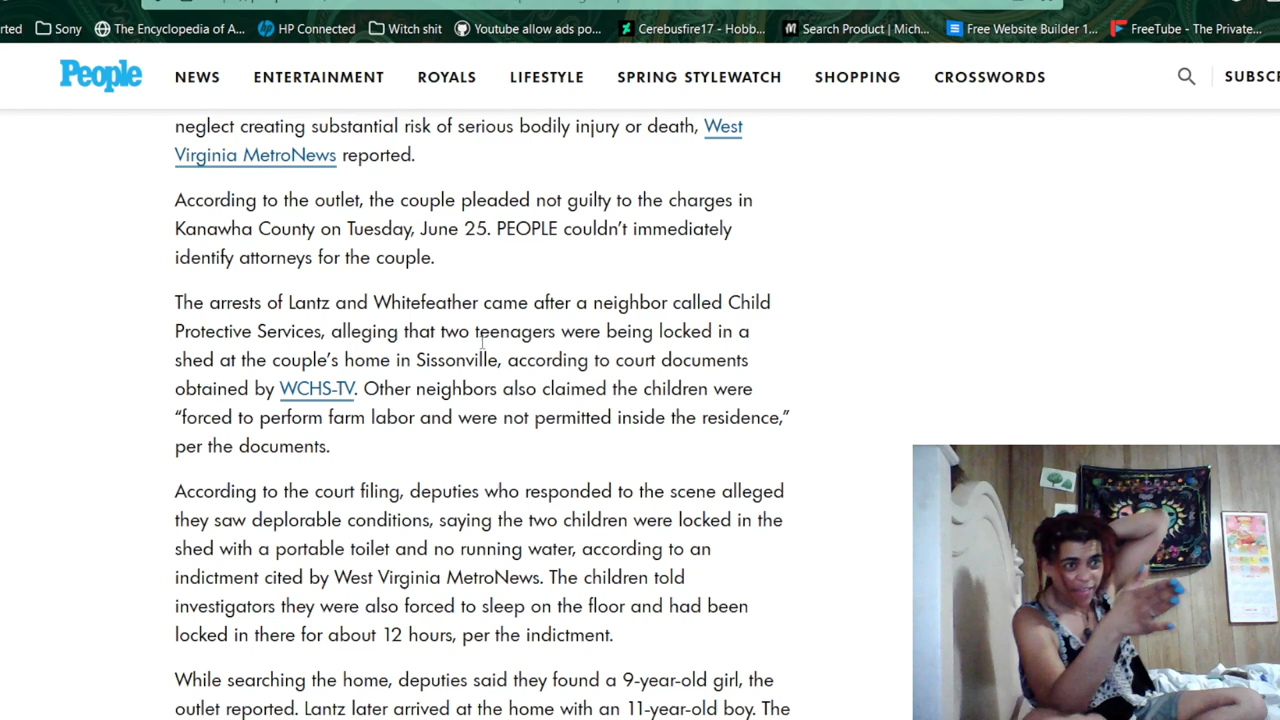 rted Sony The Encyclopedia of A... HP Connected Witch shit Youtube allow ads po... Cerebusfire17 - Hobb... Search Product | Mich... Free Website Builder 1... FreeTube - The Private...
People NEWS ENTERTAINMENT ROYALS LIFESTYLE SPRING STYLEWATCH SHOPPING CROSSWORDS SUBSC
neglect creating substantial risk of serious bodily injury or death, West
Virginia MetroNews reported.
According to the outlet, the couple pleaded not guilty to the charges in
Kanawha County on Tuesday, June 25. PEOPLE couldn't immediately
identify attorneys for the couple.
The arrests of Lantz and Whitefeather came after a neighbor called Child
Protective Services, alleging that two teenagers were being locked in a
shed at the couple's home in Sissonville, according to court documents
obtained by WCHS-TV. Other neighbors also claimed the children were
“forced to perform farm labor and were not permitted inside the residence,”
per the documents.
According to the court filing, deputies who responded to the scene alleged
they saw deplorable conditions, saying the two children were locked in the
shed with a portable toilet and no running water, according to an
indictment cited by West Virginia MetroNews. The children told
investigators they were also forced to sleep on the floor and had been
locked in there for about 12 hours, per the indictment.
While searching the home, deputies said they found a 9-year-old girl, the
outlet reported. Lantz later arrived at the home with an 11-year-old boy. The